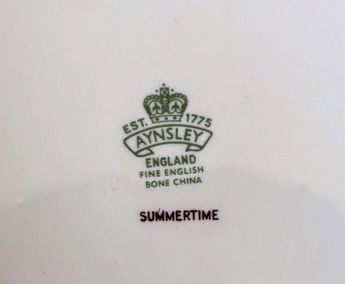 EST. 1775
AYNSLEY
ENGLAND
FINE ENGLISH
BONE CHINA
SUMMERTIME